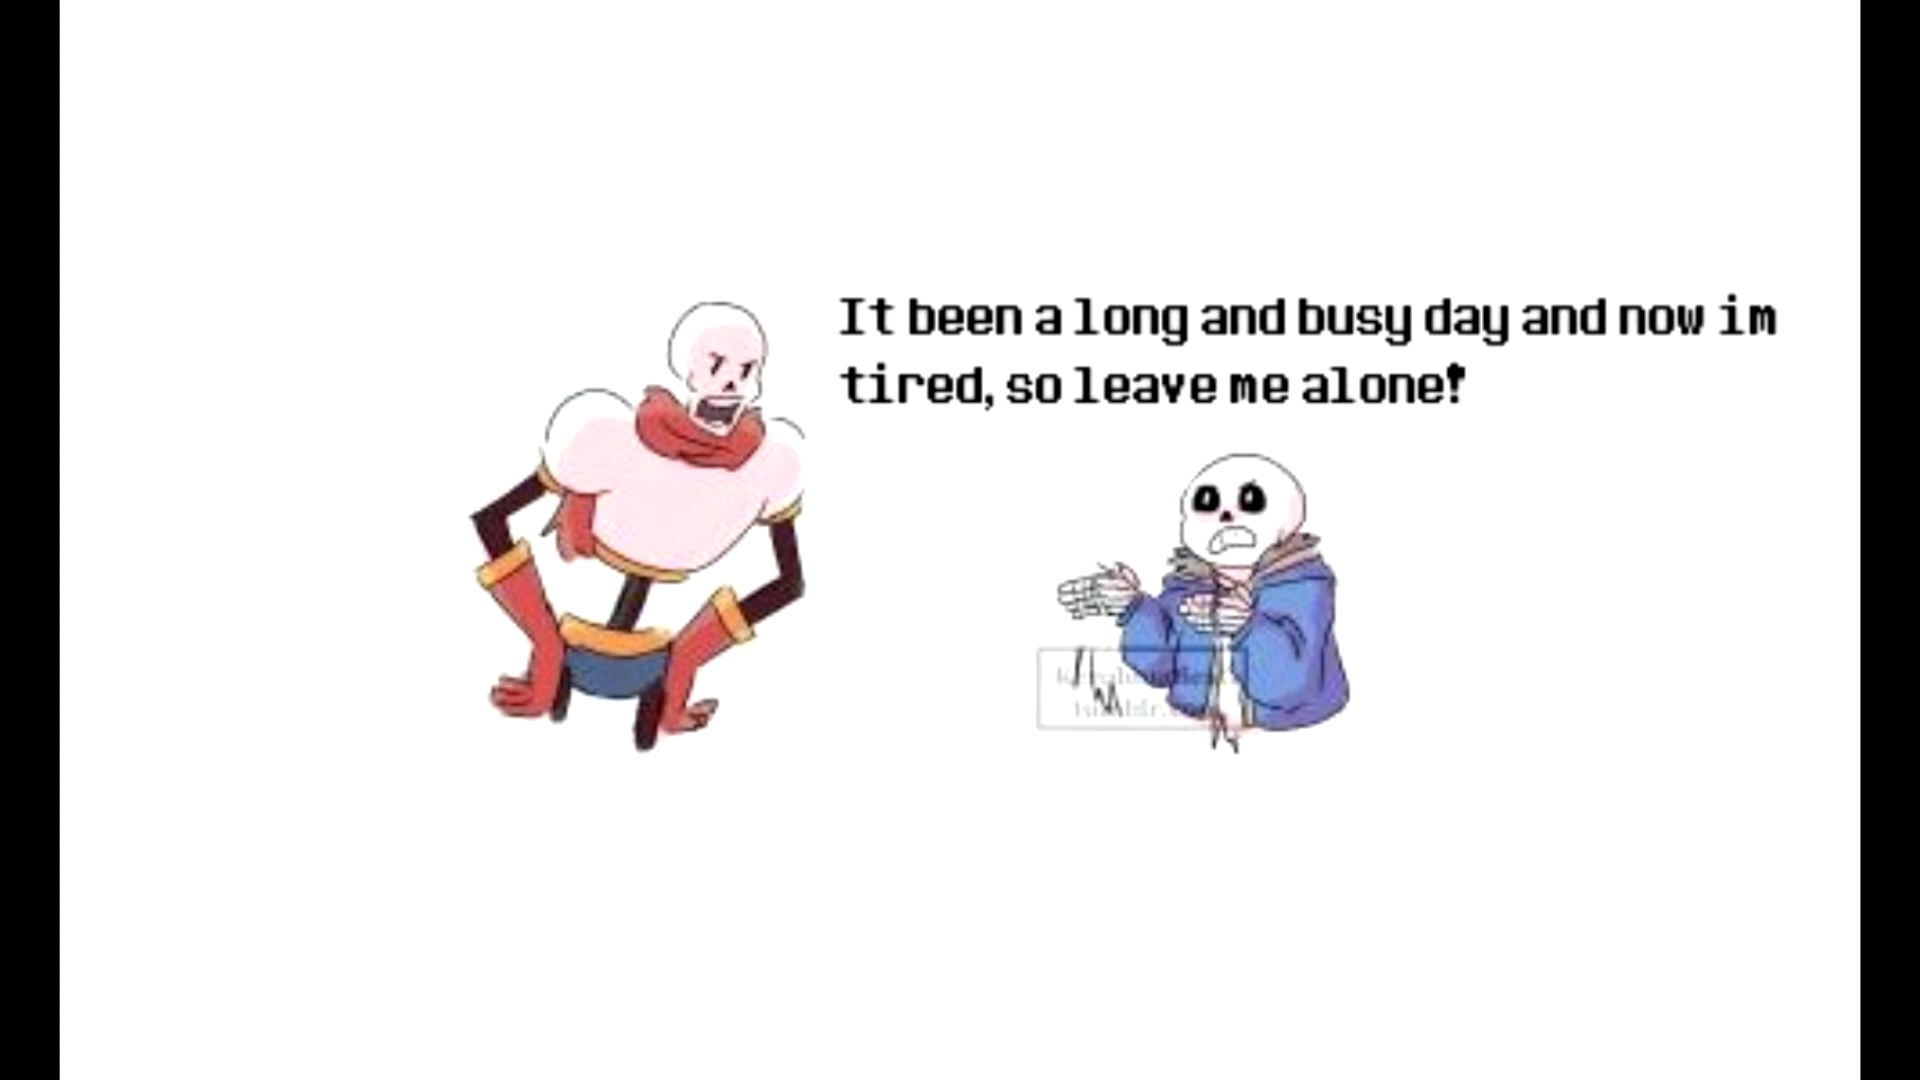 It been a long and busy day and now im
tired, so leave me alone!